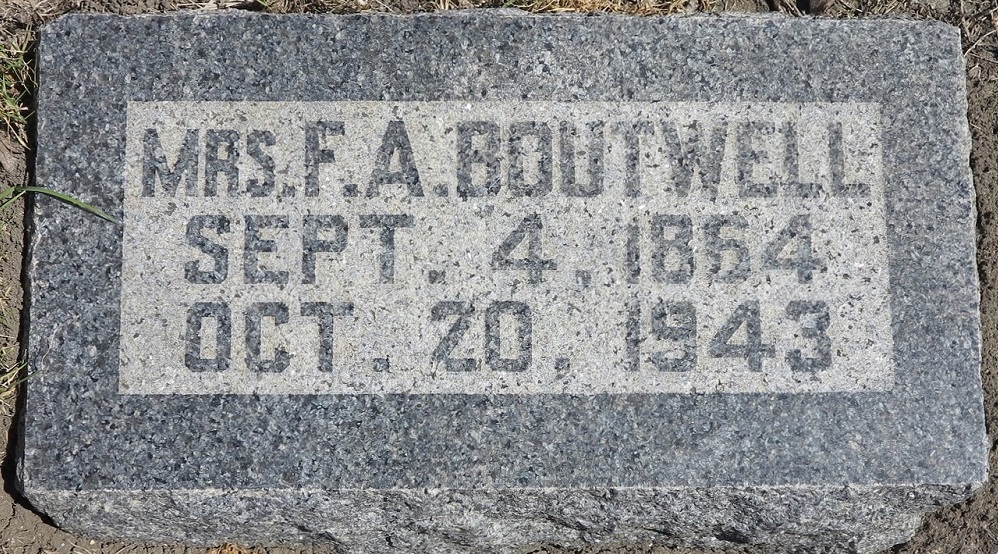 MRS. F. A. BOUTWELL
SEPT. 4, 1864
OCT. 20, 1943